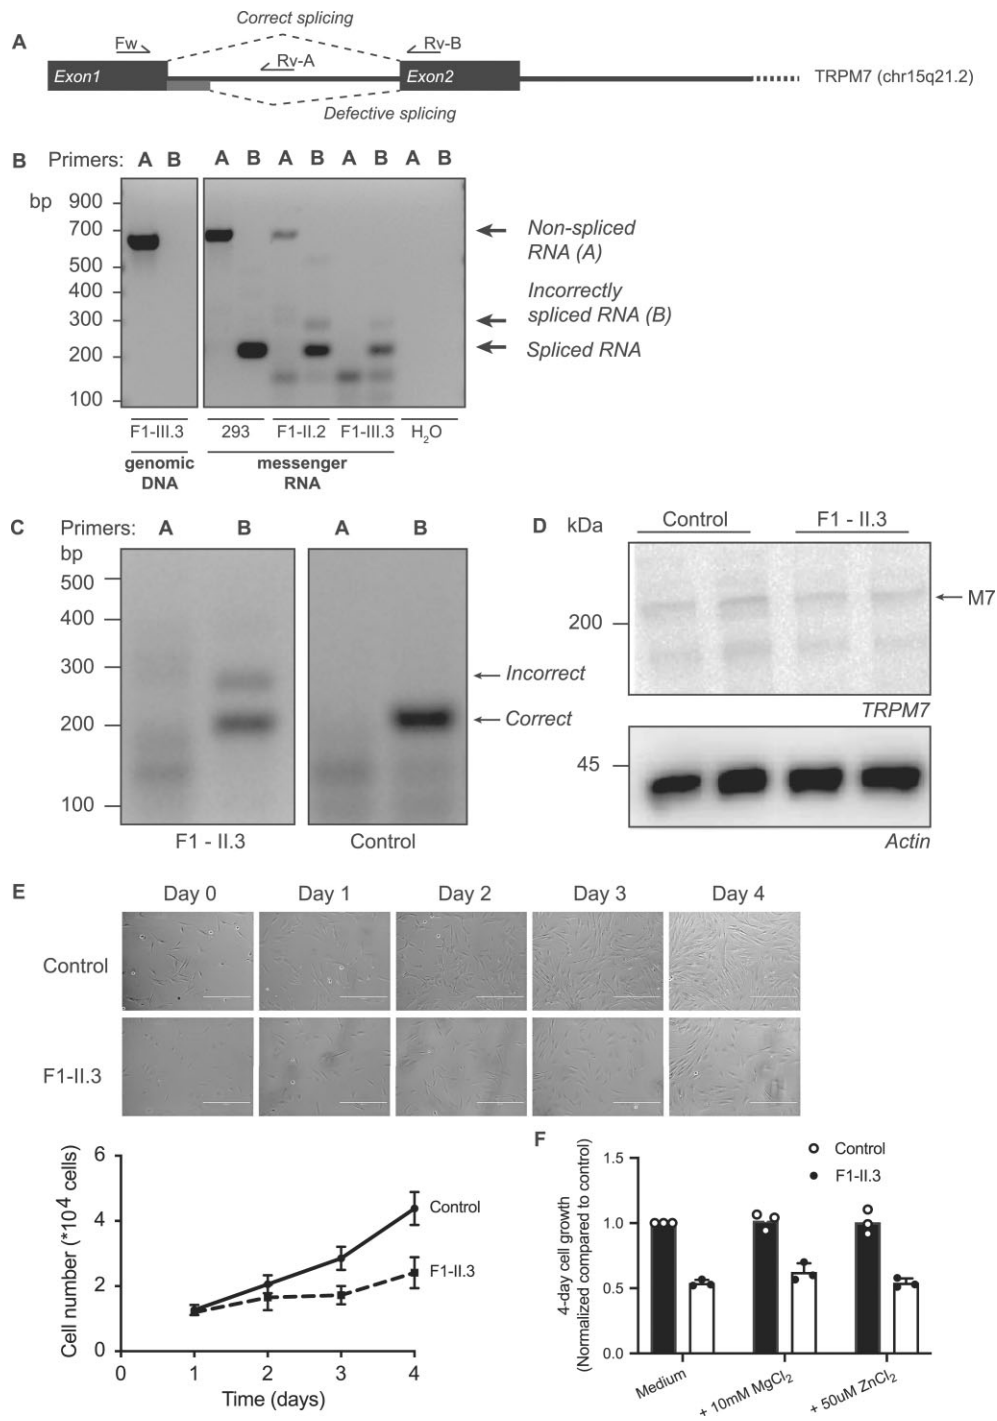 A
Correct splicing
Fw
Rv-A
Rv-B
Exon1
Exon2
TRPM7 (chr15q21.2)
Defective splicing
B
Primers: A B A B A B A B A B
bp
900
700
500
400
300
200
100
Non-spliced
RNA (A)
Incorrectly
spliced RNA (B)
Spliced RNA
F1-III.3 293 F1-II.2 F1-III.3 H₂O
genomic
DNA
messenger
RNA
C
Primers: A B A B
bp
500
400
300
200
100
Incorrect
Correct
F1 - II.3
Control
D
kDa
Control
F1 - II.3
200
M7
TRPM7
45
Actin
E
Day 0 Day 1 Day 2 Day 3 Day 4
Control
F1-II.3
Cell number (*10⁴ cells)
6
4
2
0
Control
F1-II.3
0 1 2 3 4
Time (days)
F
4-day cell growth
(Normalized compared to control)
1.5
1.0
0.5
0.0
Control
F1-II.3
Medium
+ 10mM MgCl₂
+ 50uM ZnCl₂